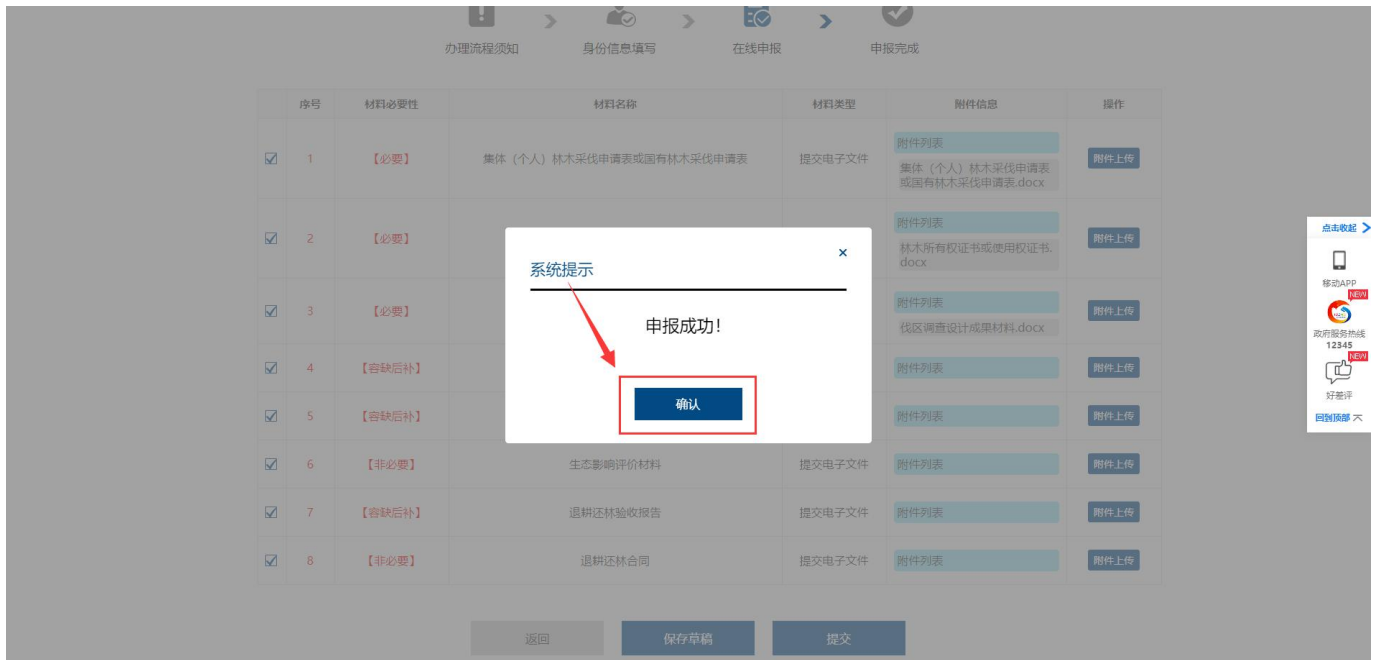 办理流程须知
身份信息填写
在线申报
申报完成
序号 材料必要性 材料名称 材料类型 附件信息 操作
1 【必要】 集体（个人）林木采伐申请表或国有林木采伐申请表 提交电子文件 附件列表 附件上传
集体（个人）林木采伐申请表
或国有林木采伐申请表.docx
2 【必要】 附件列表 附件上传
林木所有权证书或使用权证书.
docx
3 【必要】 附件列表 附件上传
伐区调查设计成果材料.docx
4 【容缺后补】 附件列表 附件上传
5 【容缺后补】 附件列表 附件上传
6 【非必要】 生态影响评价材料 提交电子文件 附件列表 附件上传
7 【容缺后补】 退耕还林验收报告 提交电子文件 附件列表 附件上传
8 【非必要】 退耕还林合同 提交电子文件 附件列表 附件上传
×
系统提示
申报成功！
确认
返回
保存草稿
提交
点击收起
移动APP
NEW
政府服务热线
12345
NEW
好差评
回到顶部